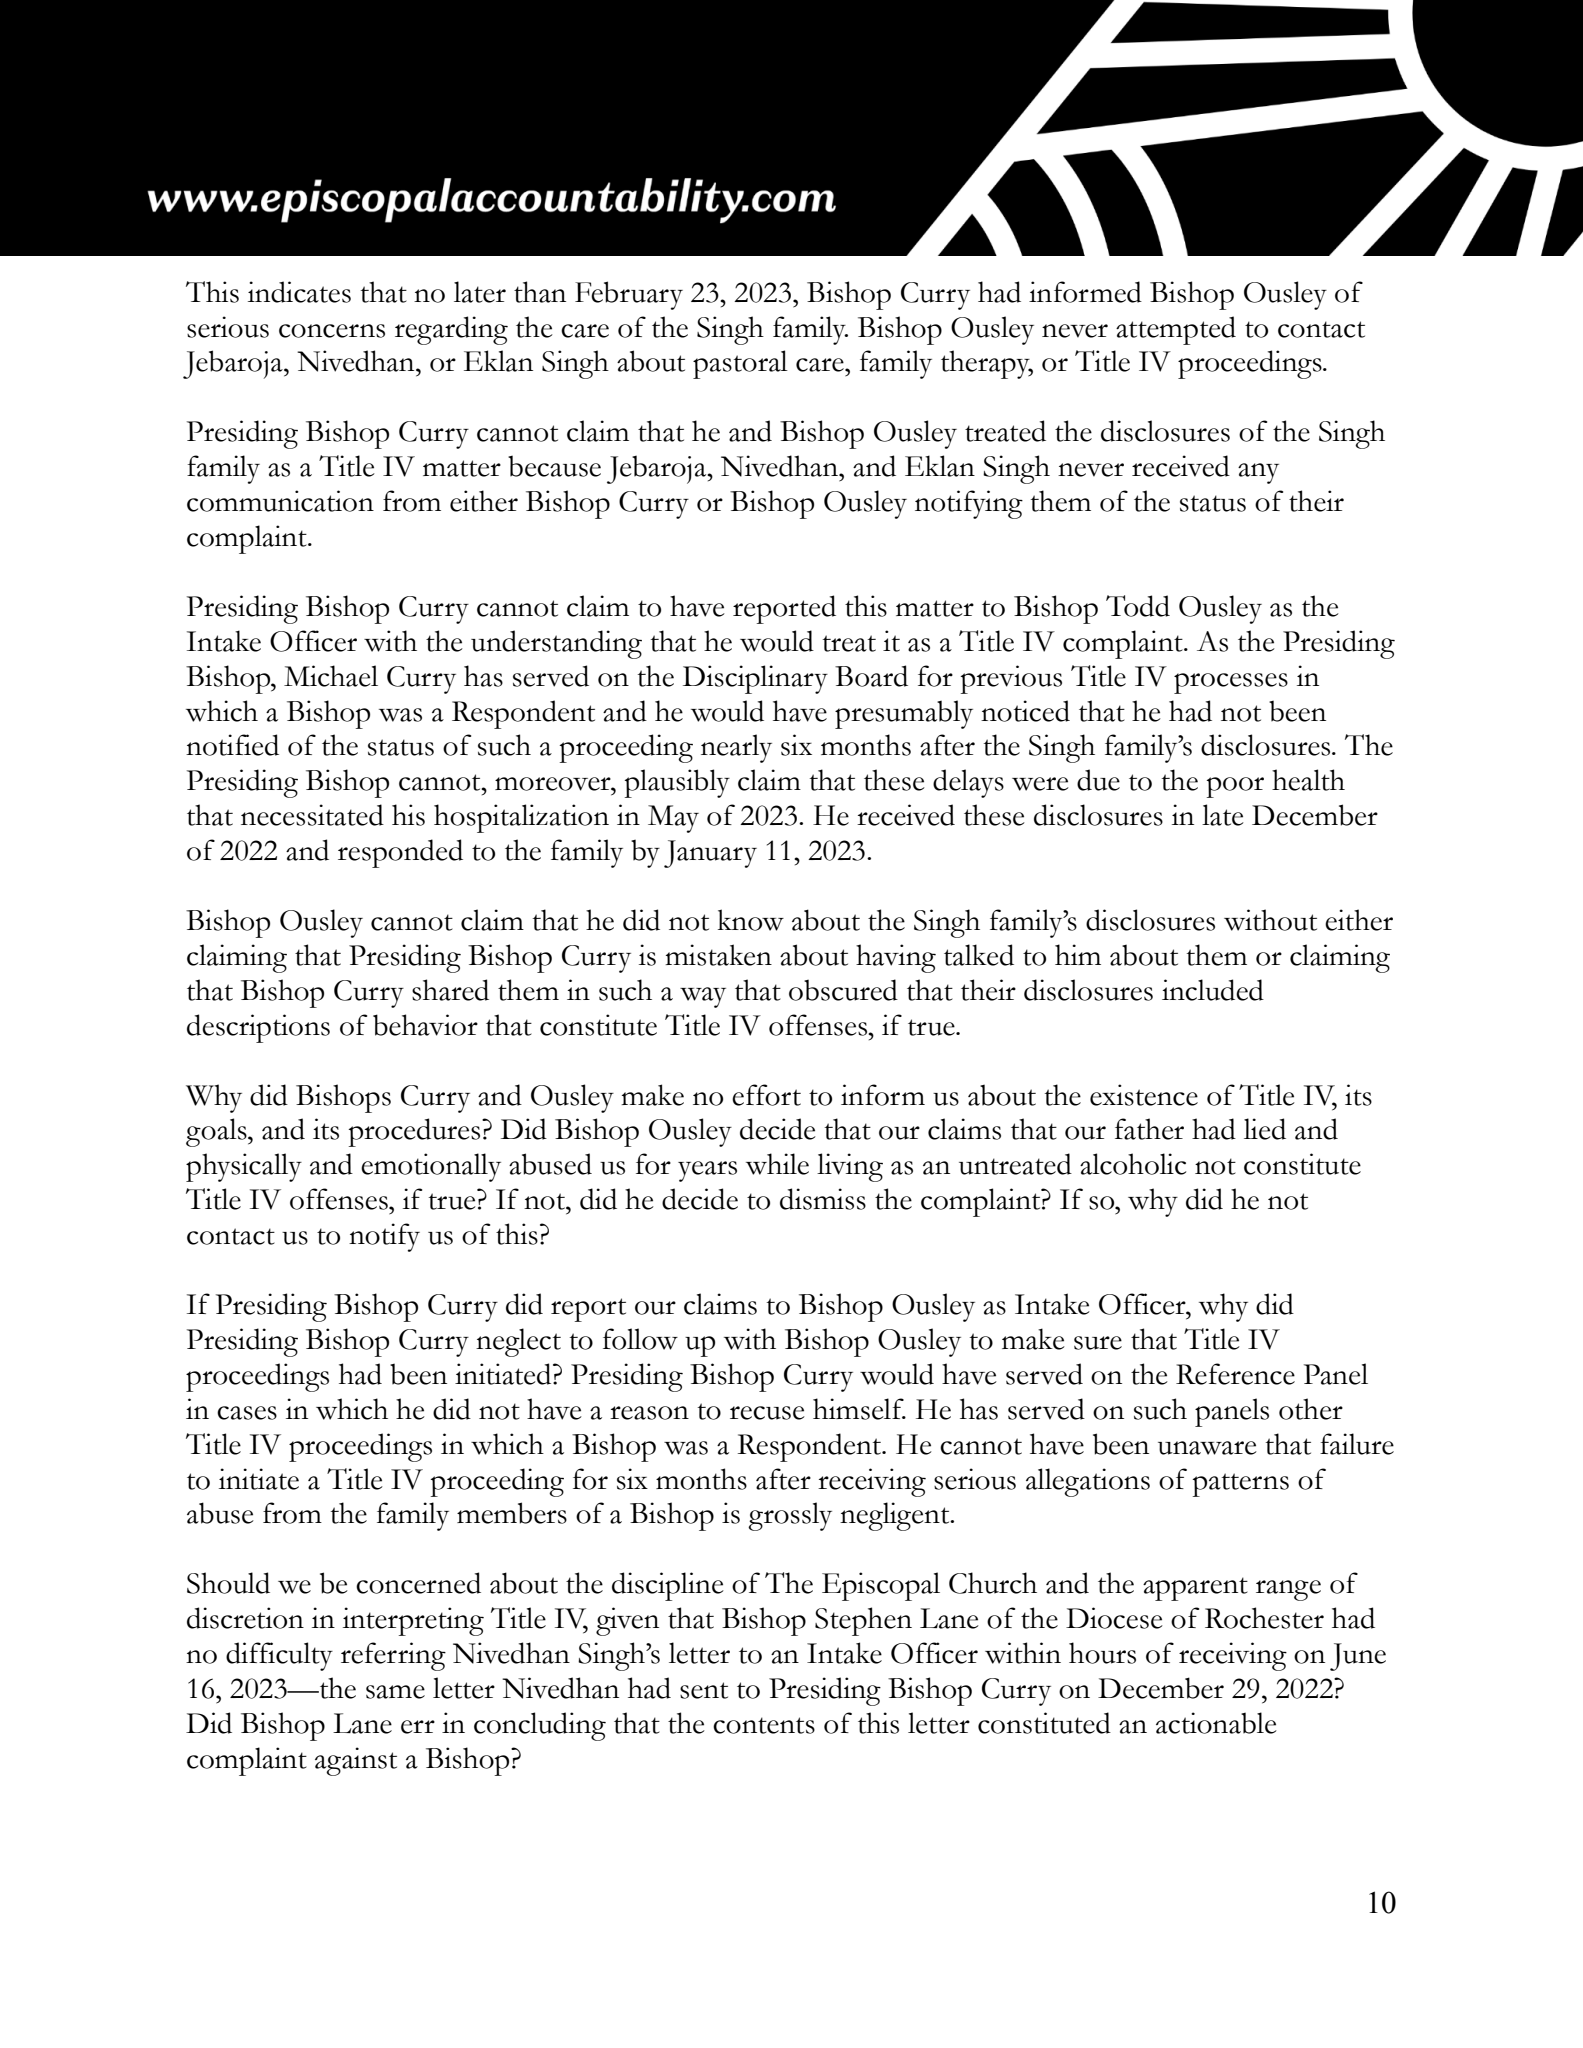 www.episcopalaccountability.com
This indicates that no later than February 23, 2023, Bishop Curry had informed Bishop Ousley of
serious concerns regarding the care of the Singh family. Bishop Ousley never attempted to contact
Jebaroja, Nivedhan, or Eklan Singh about pastoral care, family therapy, or Title IV proceedings.
Presiding Bishop Curry cannot claim that he and Bishop Ousley treated the disclosures of the Singh
family as a Title IV matter because Jebaroja, Nivedhan, and Eklan Singh never received any
communication from either Bishop Curry or Bishop Ousley notifying them of the status of their
complaint.
Presiding Bishop Curry cannot claim to have reported this matter to Bishop Todd Ousley as the
Intake Officer with the understanding that he would treat it as a Title IV complaint. As the Presiding
Bishop, Michael Curry has served on the Disciplinary Board for previous Title IV processes in
which a Bishop was a Respondent and he would have presumably noticed that he had not been
notified of the status of such a proceeding nearly six months after the Singh family’s disclosures. The
Presiding Bishop cannot, moreover, plausibly claim that these delays were due to the poor health
that necessitated his hospitalization in May of 2023. He received these disclosures in late December
of 2022 and responded to the family by January 11, 2023.
Bishop Ousley cannot claim that he did not know about the Singh family’s disclosures without either
claiming that Presiding Bishop Curry is mistaken about having talked to him about them or claiming
that Bishop Curry shared them in such a way that obscured that their disclosures included
descriptions of behavior that constitute Title IV offenses, if true.
Why did Bishops Curry and Ousley make no effort to inform us about the existence of Title IV, its
goals, and its procedures? Did Bishop Ousley decide that our claims that our father had lied and
physically and emotionally abused us for years while living as an untreated alcoholic not constitute
Title IV offenses, if true? If not, did he decide to dismiss the complaint? If so, why did he not
contact us to notify us of this?
If Presiding Bishop Curry did report our claims to Bishop Ousley as Intake Officer, why did
Presiding Bishop Curry neglect to follow up with Bishop Ousley to make sure that Title IV
proceedings had been initiated? Presiding Bishop Curry would have served on the Reference Panel
in cases in which he did not have a reason to recuse himself. He has served on such panels other
Title IV proceedings in which a Bishop was a Respondent. He cannot have been unaware that failure
to initiate a Title IV proceeding for six months after receiving serious allegations of patterns of
abuse from the family members of a Bishop is grossly negligent.
Should we be concerned about the discipline of The Episcopal Church and the apparent range of
discretion in interpreting Title IV, given that Bishop Stephen Lane of the Diocese of Rochester had
no difficulty referring Nivedhan Singh’s letter to an Intake Officer within hours of receiving on June
16, 2023—the same letter Nivedhan had sent to Presiding Bishop Curry on December 29, 2022?
Did Bishop Lane err in concluding that the contents of this letter constituted an actionable
complaint against a Bishop?
10